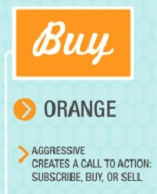 Buy
ORANGE
AGGRESSIVE
CREATES A CALL TO ACTION:
SUBSCRIBE, BUY, OR SELL